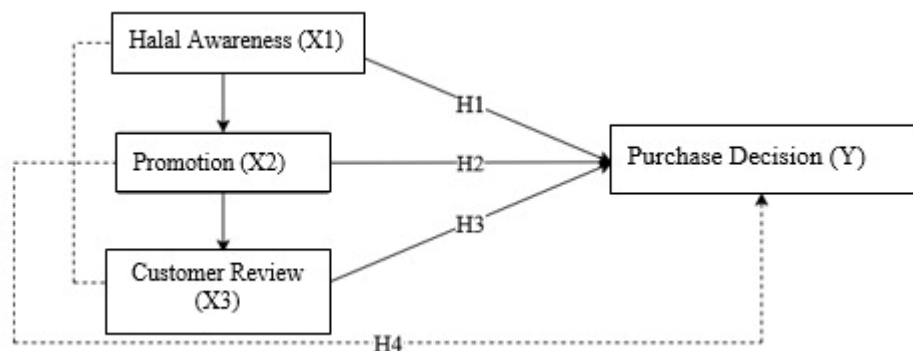 Halal Awareness (X1)
H1
Promotion (X2)
H2
Purchase Decision (Y)
H3
Customer Review
(X3)
H4